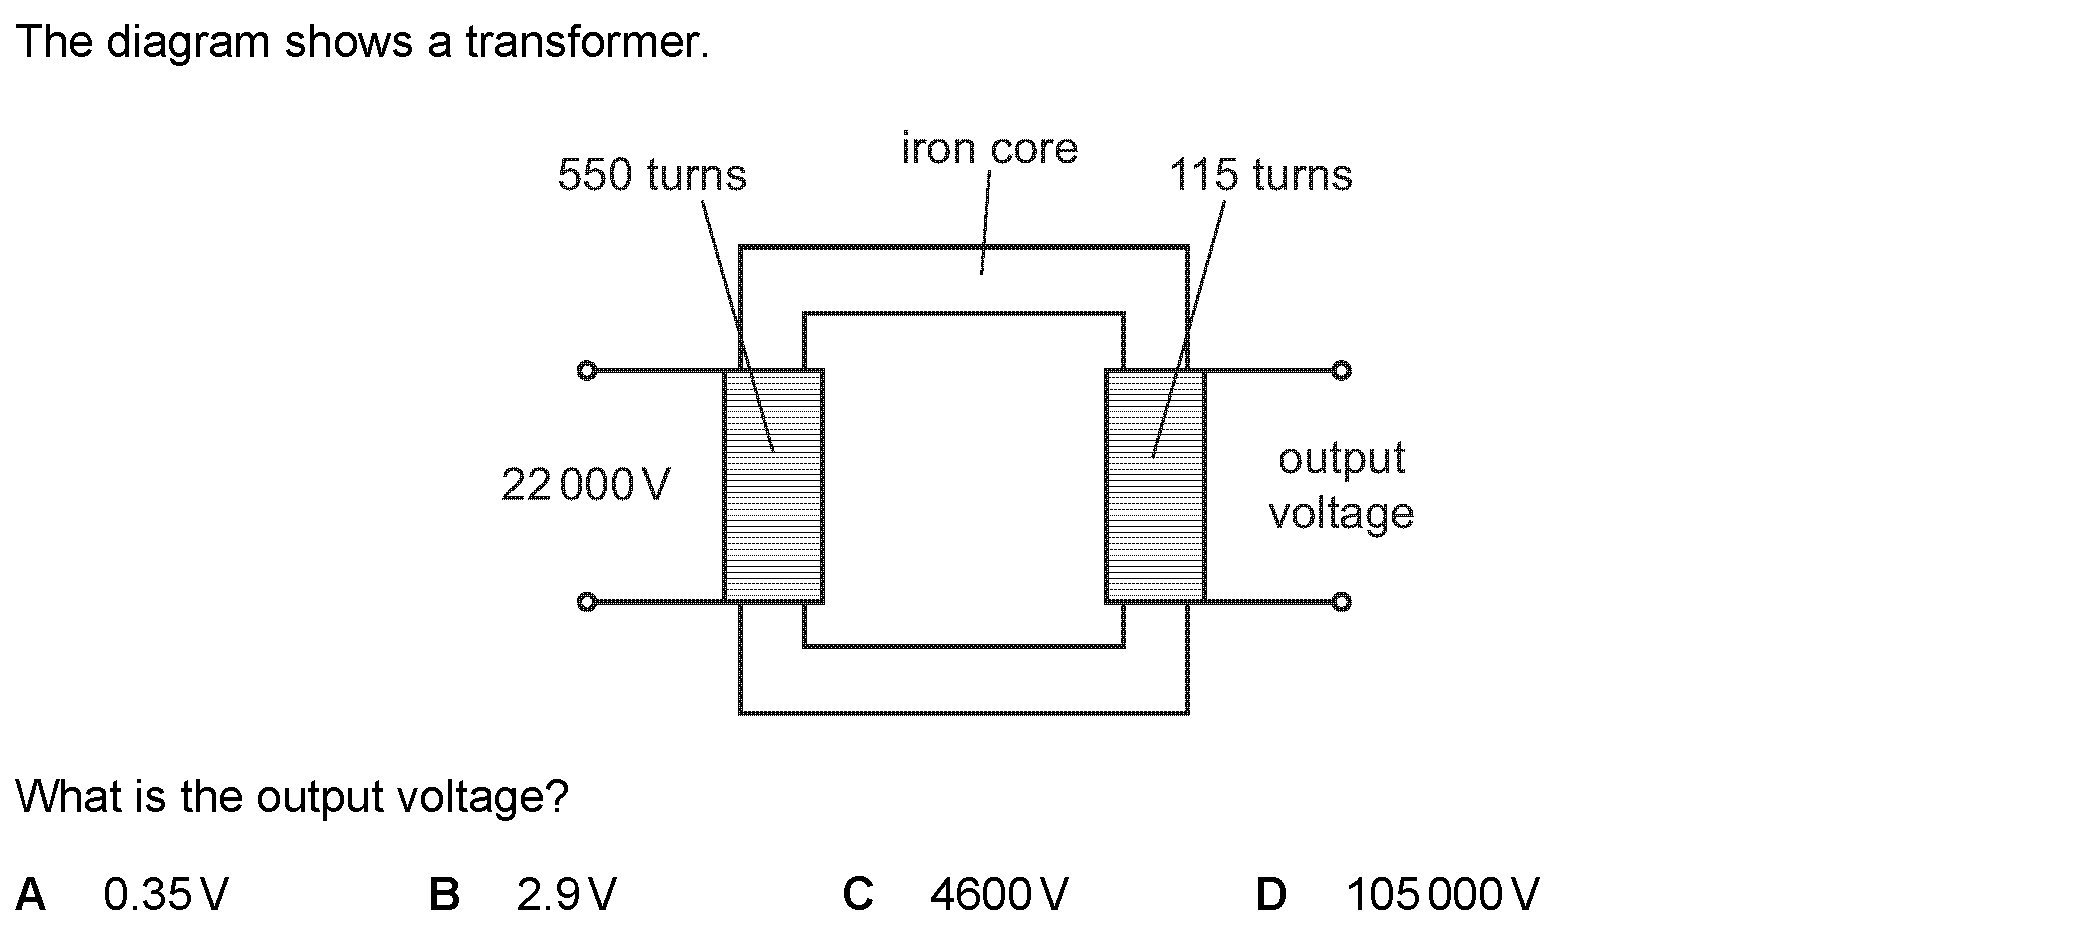 The diagram shows a transformer.
iron core
550 turns
115 turns
22 000 V
output
voltage
What is the output voltage?
A 0.35 V B 2.9 V C 4600 V D 105 000 V